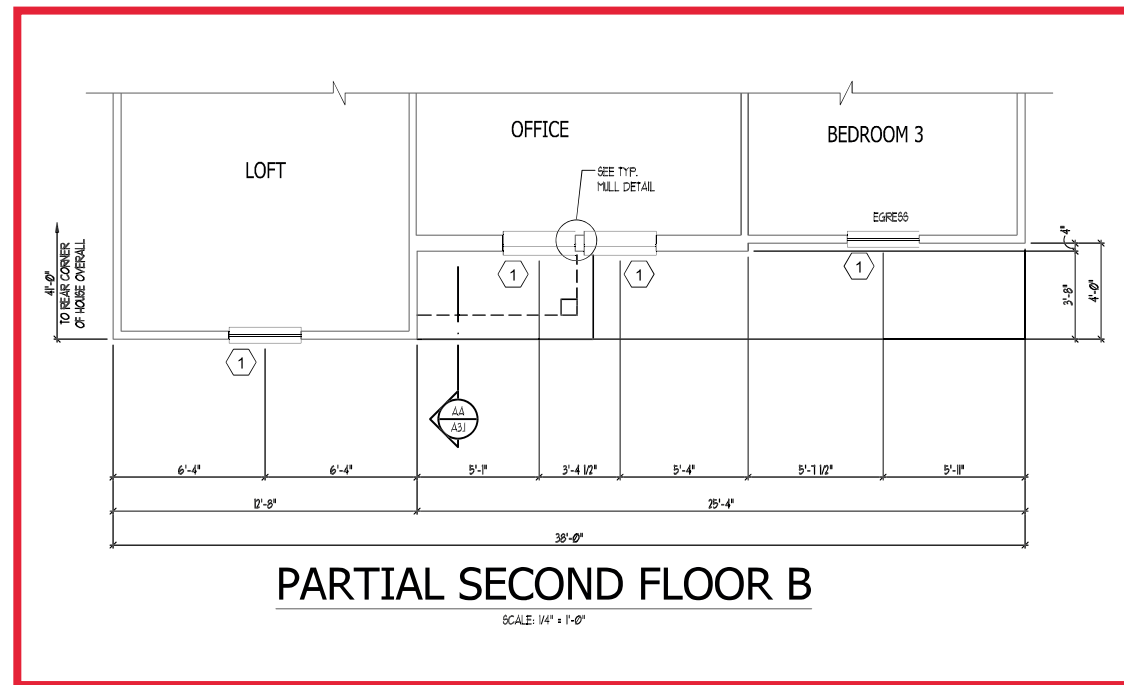 OFFICE
BEDROOM 3
LOFT
SEE TYP.
MULL DETAIL
EGRESS
4"
41'-0"
TO REAR CORNER
OF HOUSE OVERALL
1
1
1
3'-8"
4'-0"
1
AA
A3.1
6'-4"
6'-4"
5'-1"
3'-4 1/2"
5'-4"
5'-7 1/2"
5'-11"
12'-8"
25'-4"
38'-0"
PARTIAL SECOND FLOOR B
SCALE: 1/4" = 1'-0"